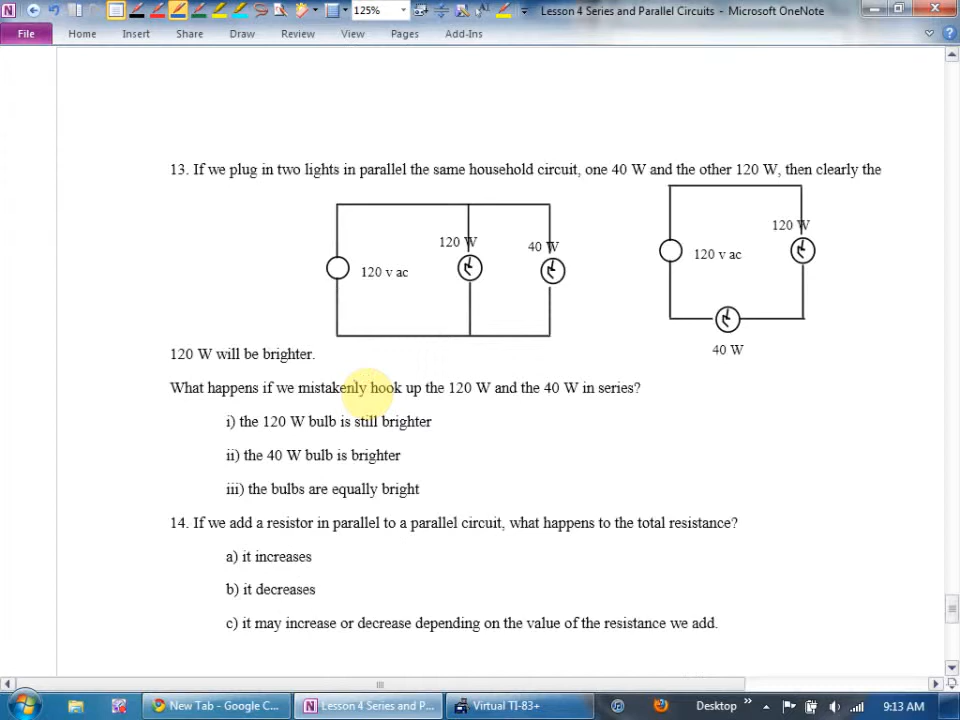 125%
Lesson 4 Series and Parallel Circuits - Microsoft OneNote
File Home Insert Share Draw Review View Pages Add-Ins
13. If we plug in two lights in parallel the same household circuit, one 40 W and the other 120 W, then clearly the
120 W
40 W
120 v ac
120 W
120 v ac
40 W
120 W will be brighter.
What happens if we mistakenly hook up the 120 W and the 40 W in series?
i) the 120 W bulb is still brighter
ii) the 40 W bulb is brighter
iii) the bulbs are equally bright
14. If we add a resistor in parallel to a parallel circuit, what happens to the total resistance?
a) it increases
b) it decreases
c) it may increase or decrease depending on the value of the resistance we add.
New Tab - Google C...
Lesson 4 Series and P...
Virtual TI-83+
Desktop
9:13 AM